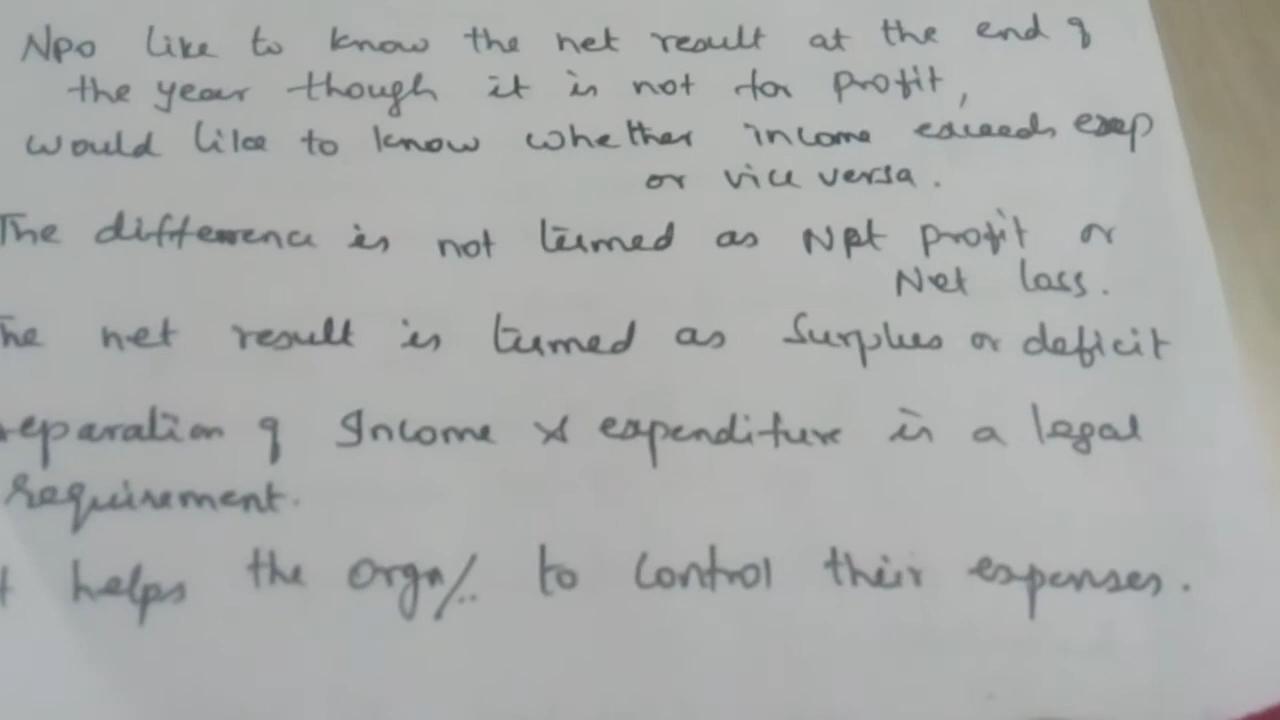 Npo like to know the net result at the end of
the year though it is not for profit,
would like to know whether income exceeds exp
or vice versa.
The difference is not termed as Npt profit or
Net loss.
he net result is termed as Surplus or deficit
reparation of Income & expenditure is a legal
requirement.
t helps the orgn/.. to control their expenses.